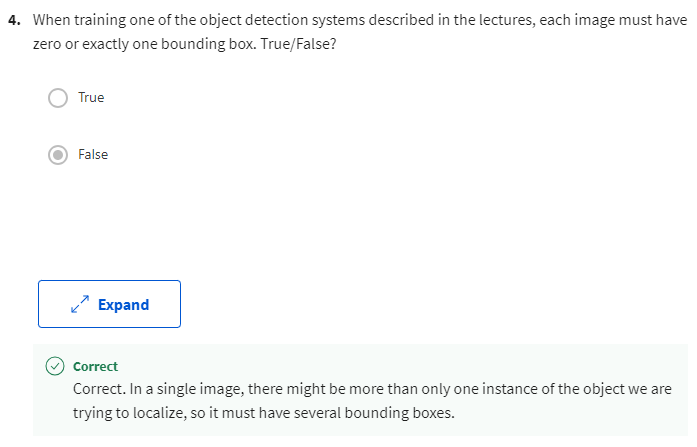 4. When training one of the object detection systems described in the lectures, each image must have
zero or exactly one bounding box. True/False?
True
False
Expand
Correct
Correct. In a single image, there might be more than only one instance of the object we are
trying to localize, so it must have several bounding boxes.